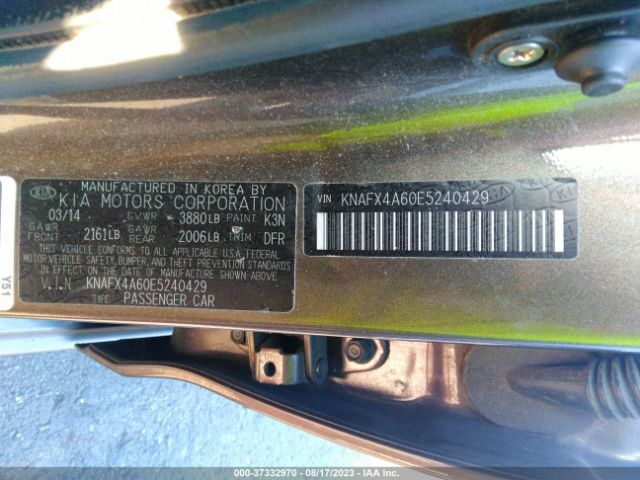 KIA MANUFACTURED IN KOREA BY
KIA MOTORS CORPORATION
03/14 GVWR 3880LB PAINT K3N
GAWR FRONT 2161LB GAWR REAR 2006LB TRIM DFR
THIS VEHICLE CONFORMS TO ALL APPLICABLE U.S.A. FEDERAL
MOTOR VEHICLE SAFETY, BUMPER, AND THEFT PREVENTION STANDARDS
IN EFFECT ON THE DATE OF MANUFACTURE SHOWN ABOVE.
V.I.N KNAFX4A60E5240429
TYPE PASSENGER CAR
VIN KNAFX4A60E5240429
Y51
000-37332970 - 08/17/2023 - IAA Inc.